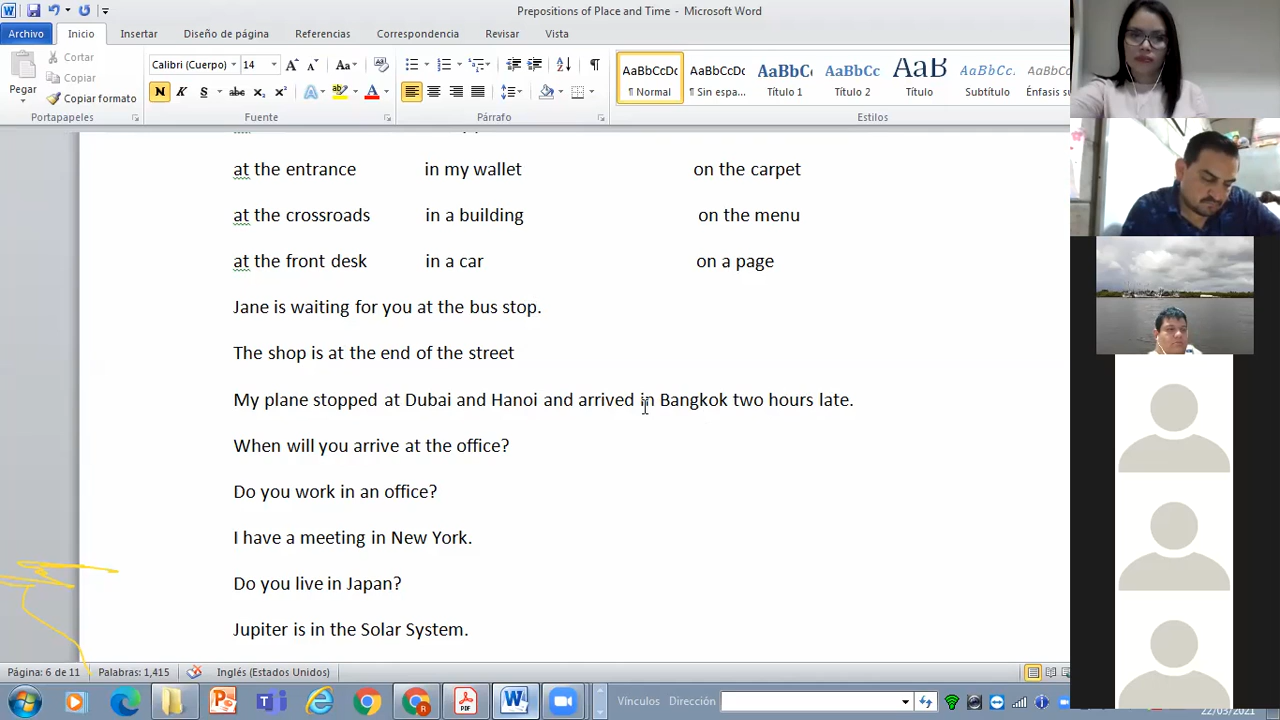 Prepositions of Place and Time - Microsoft Word
Archivo Inicio Insertar Diseño de página Referencias Correspondencia Revisar Vista
Pegar
Cortar
Copiar
Copiar formato
Portapapeles
Calibri (Cuerpo) 14
Fuente
Párrafo
AaBbCcDc AaBbCcDc AaBbC AaBbCc AaB AaBbCc. AaBbCcDc
¶ Normal ¶ Sin espa... Título 1 Título 2 Título Subtítulo Énfasis su
Estilos
at the entrance in my wallet on the carpet
at the crossroads in a building on the menu
at the front desk in a car on a page
Jane is waiting for you at the bus stop.
The shop is at the end of the street
My plane stopped at Dubai and Hanoi and arrived in Bangkok two hours late.
When will you arrive at the office?
Do you work in an office?
I have a meeting in New York.
Do you live in Japan?
Jupiter is in the Solar System.
Página: 6 de 11 Palabras: 1,415 Inglés (Estados Unidos)
Vínculos Dirección
22/03/2021